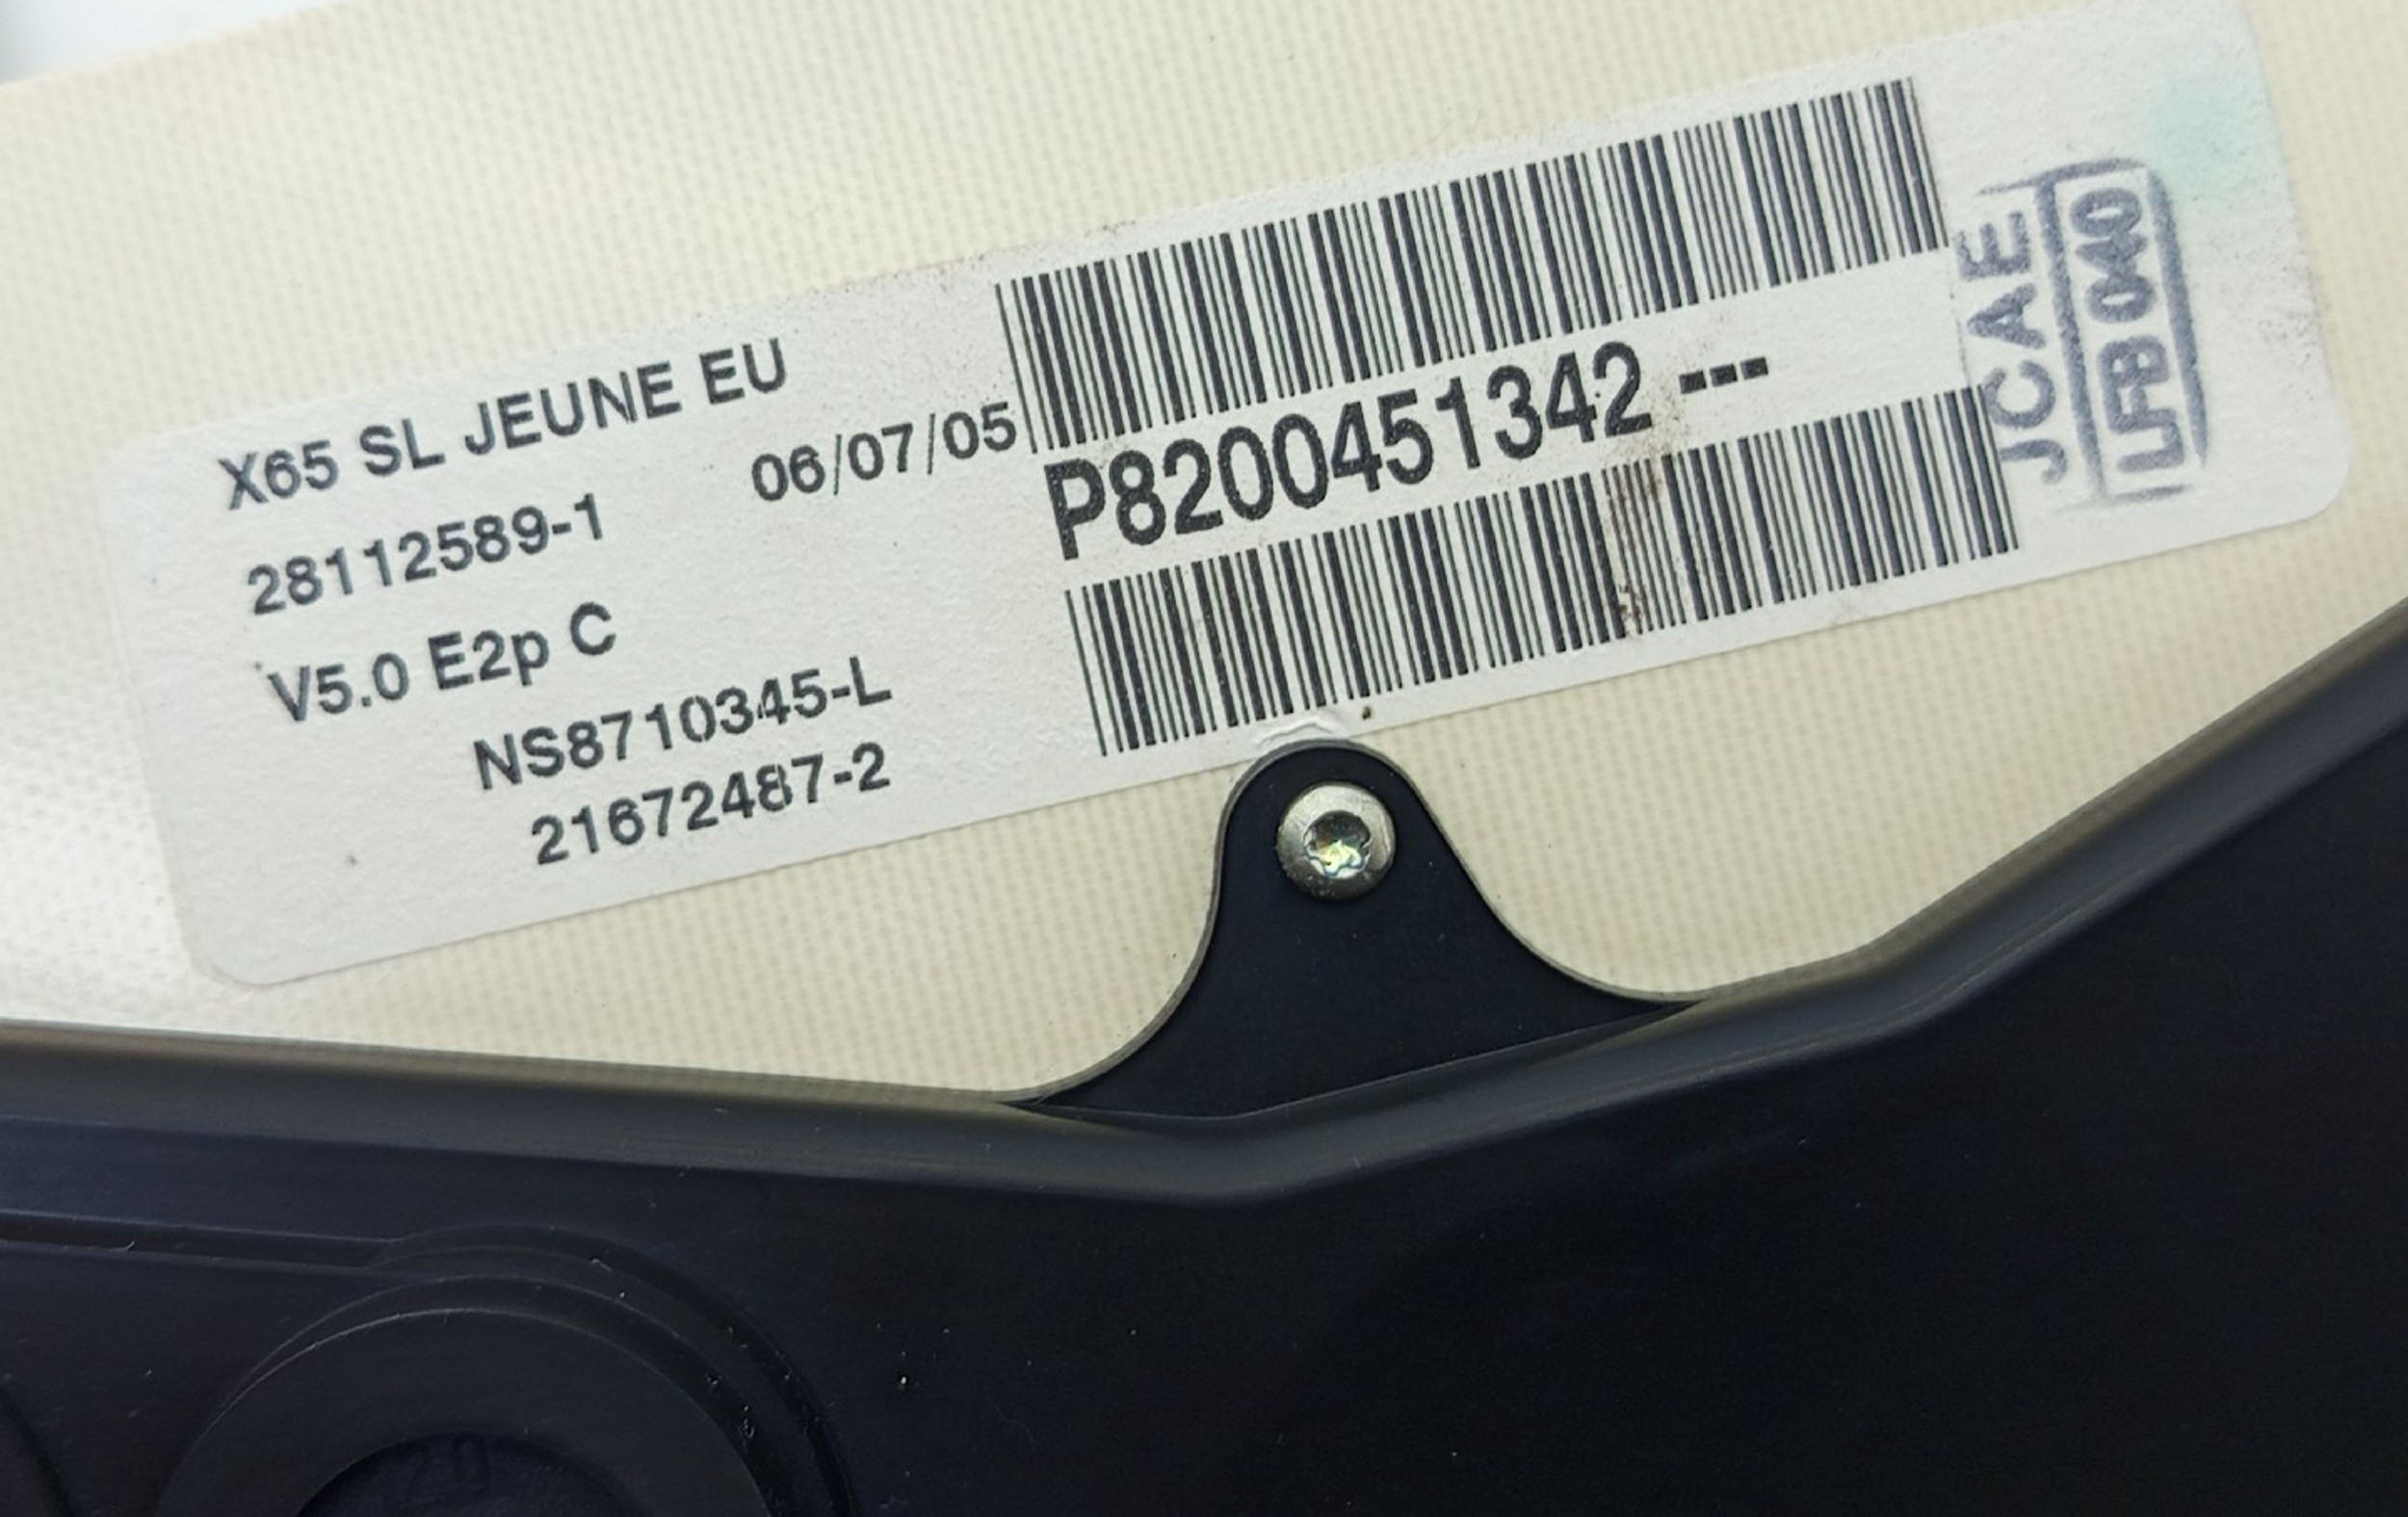 X65 SL JEUNE EU
28112589-1
06/07/05
V5.0 E2p C
NS8710345-L
21672487-2
P8200451342 ---
JCAE
LFB 040